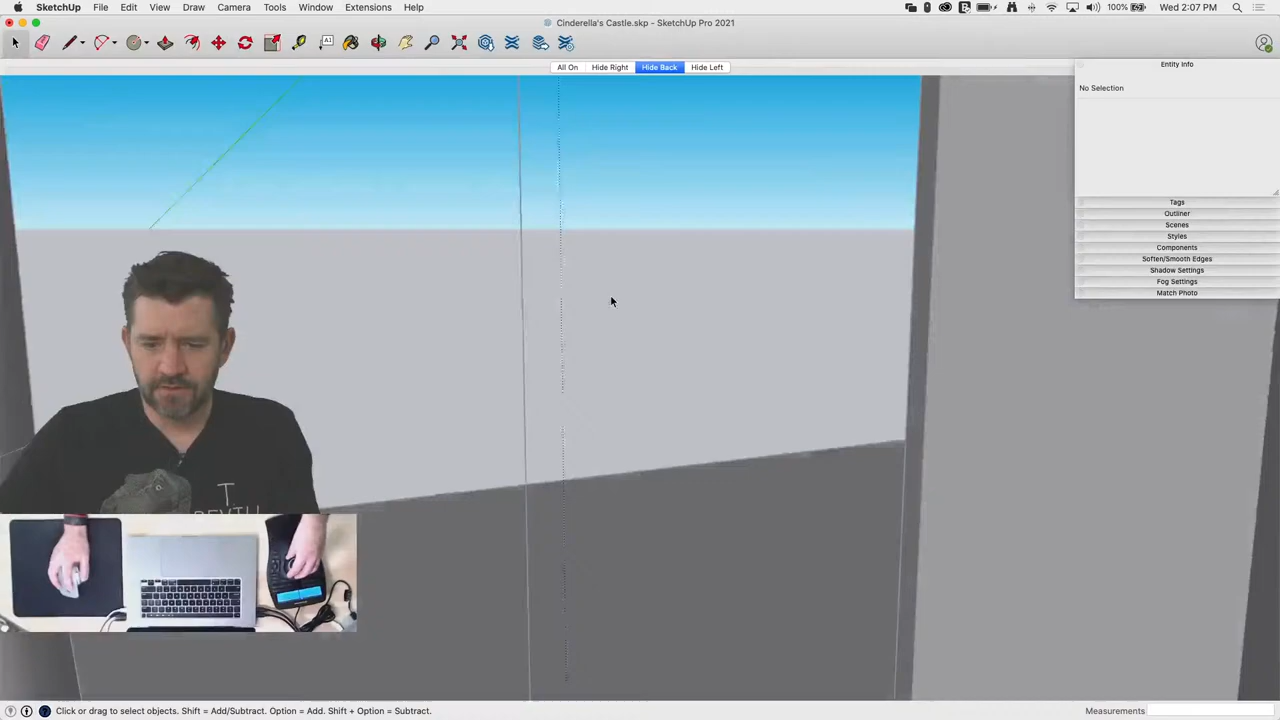 SketchUp File Edit View Draw Camera Tools Window Extensions Help 100% Wed 2:07 PM
Cinderella's Castle.skp - SketchUp Pro 2021
All On Hide Right Hide Back Hide Left
Entity Info
No Selection
Tags
Outliner
Scenes
Styles
Components
Soften/Smooth Edges
Shadow Settings
Fog Settings
Match Photo
Click or drag to select objects. Shift = Add/Subtract. Option = Add. Shift + Option = Subtract. Measurements